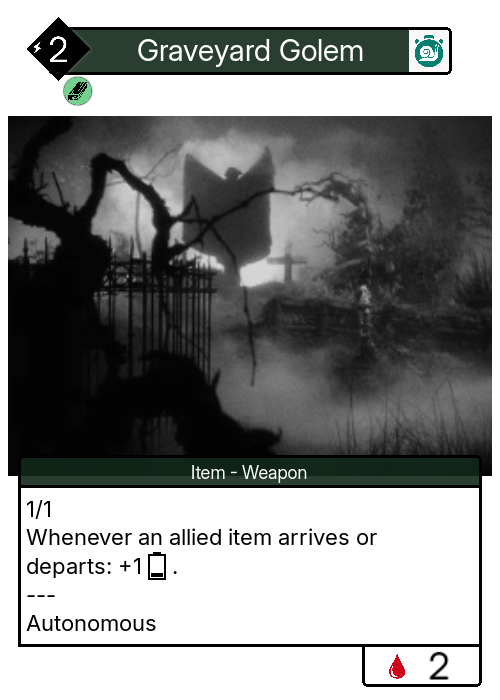 2
Graveyard Golem
Item - Weapon
1/1
Whenever an allied item arrives or
departs: +1 .
---
Autonomous
2